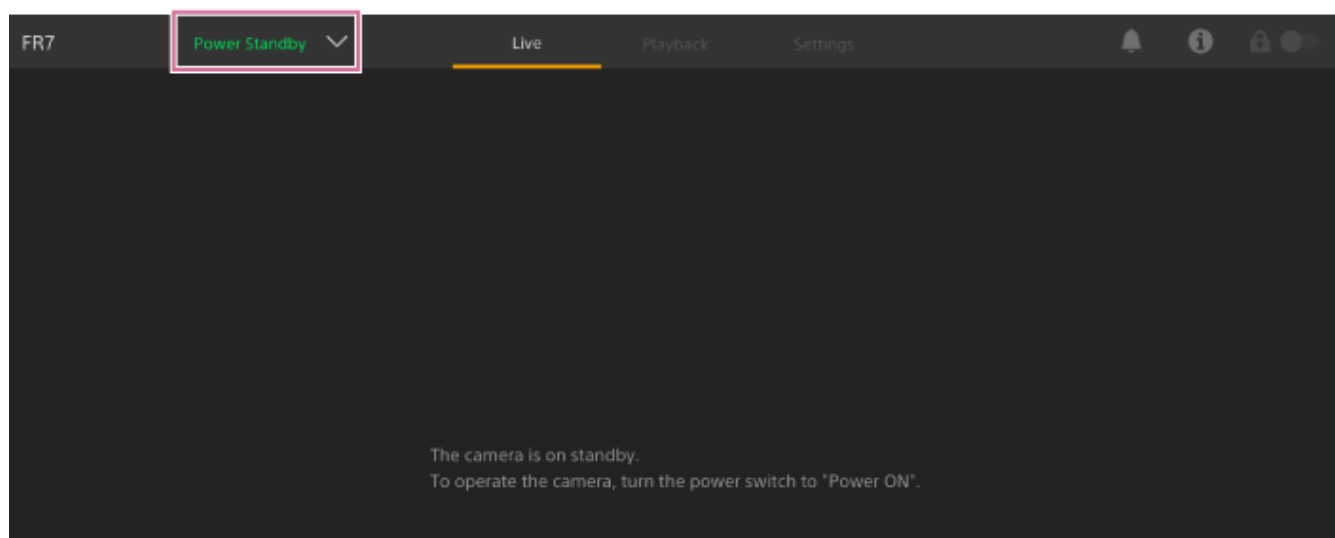 FR7
Power Standby
Live
Playback
Settings
The camera is on standby.
To operate the camera, turn the power switch to "Power ON".